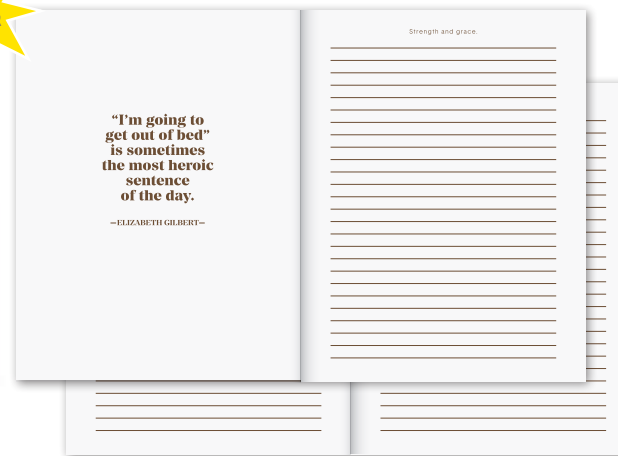 “I’m going to
get out of bed”
is sometimes
the most heroic
sentence
of the day.
—ELIZABETH GILBERT—
Strength and grace.